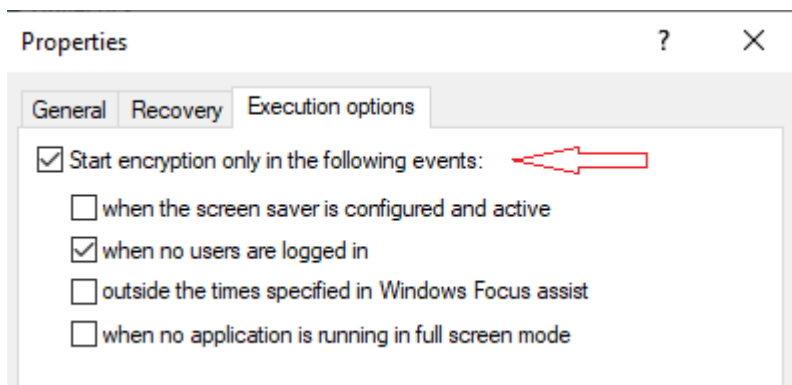 Properties ? ×
General Recovery Execution options
Start encryption only in the following events:
when the screen saver is configured and active
when no users are logged in
outside the times specified in Windows Focus assist
when no application is running in full screen mode